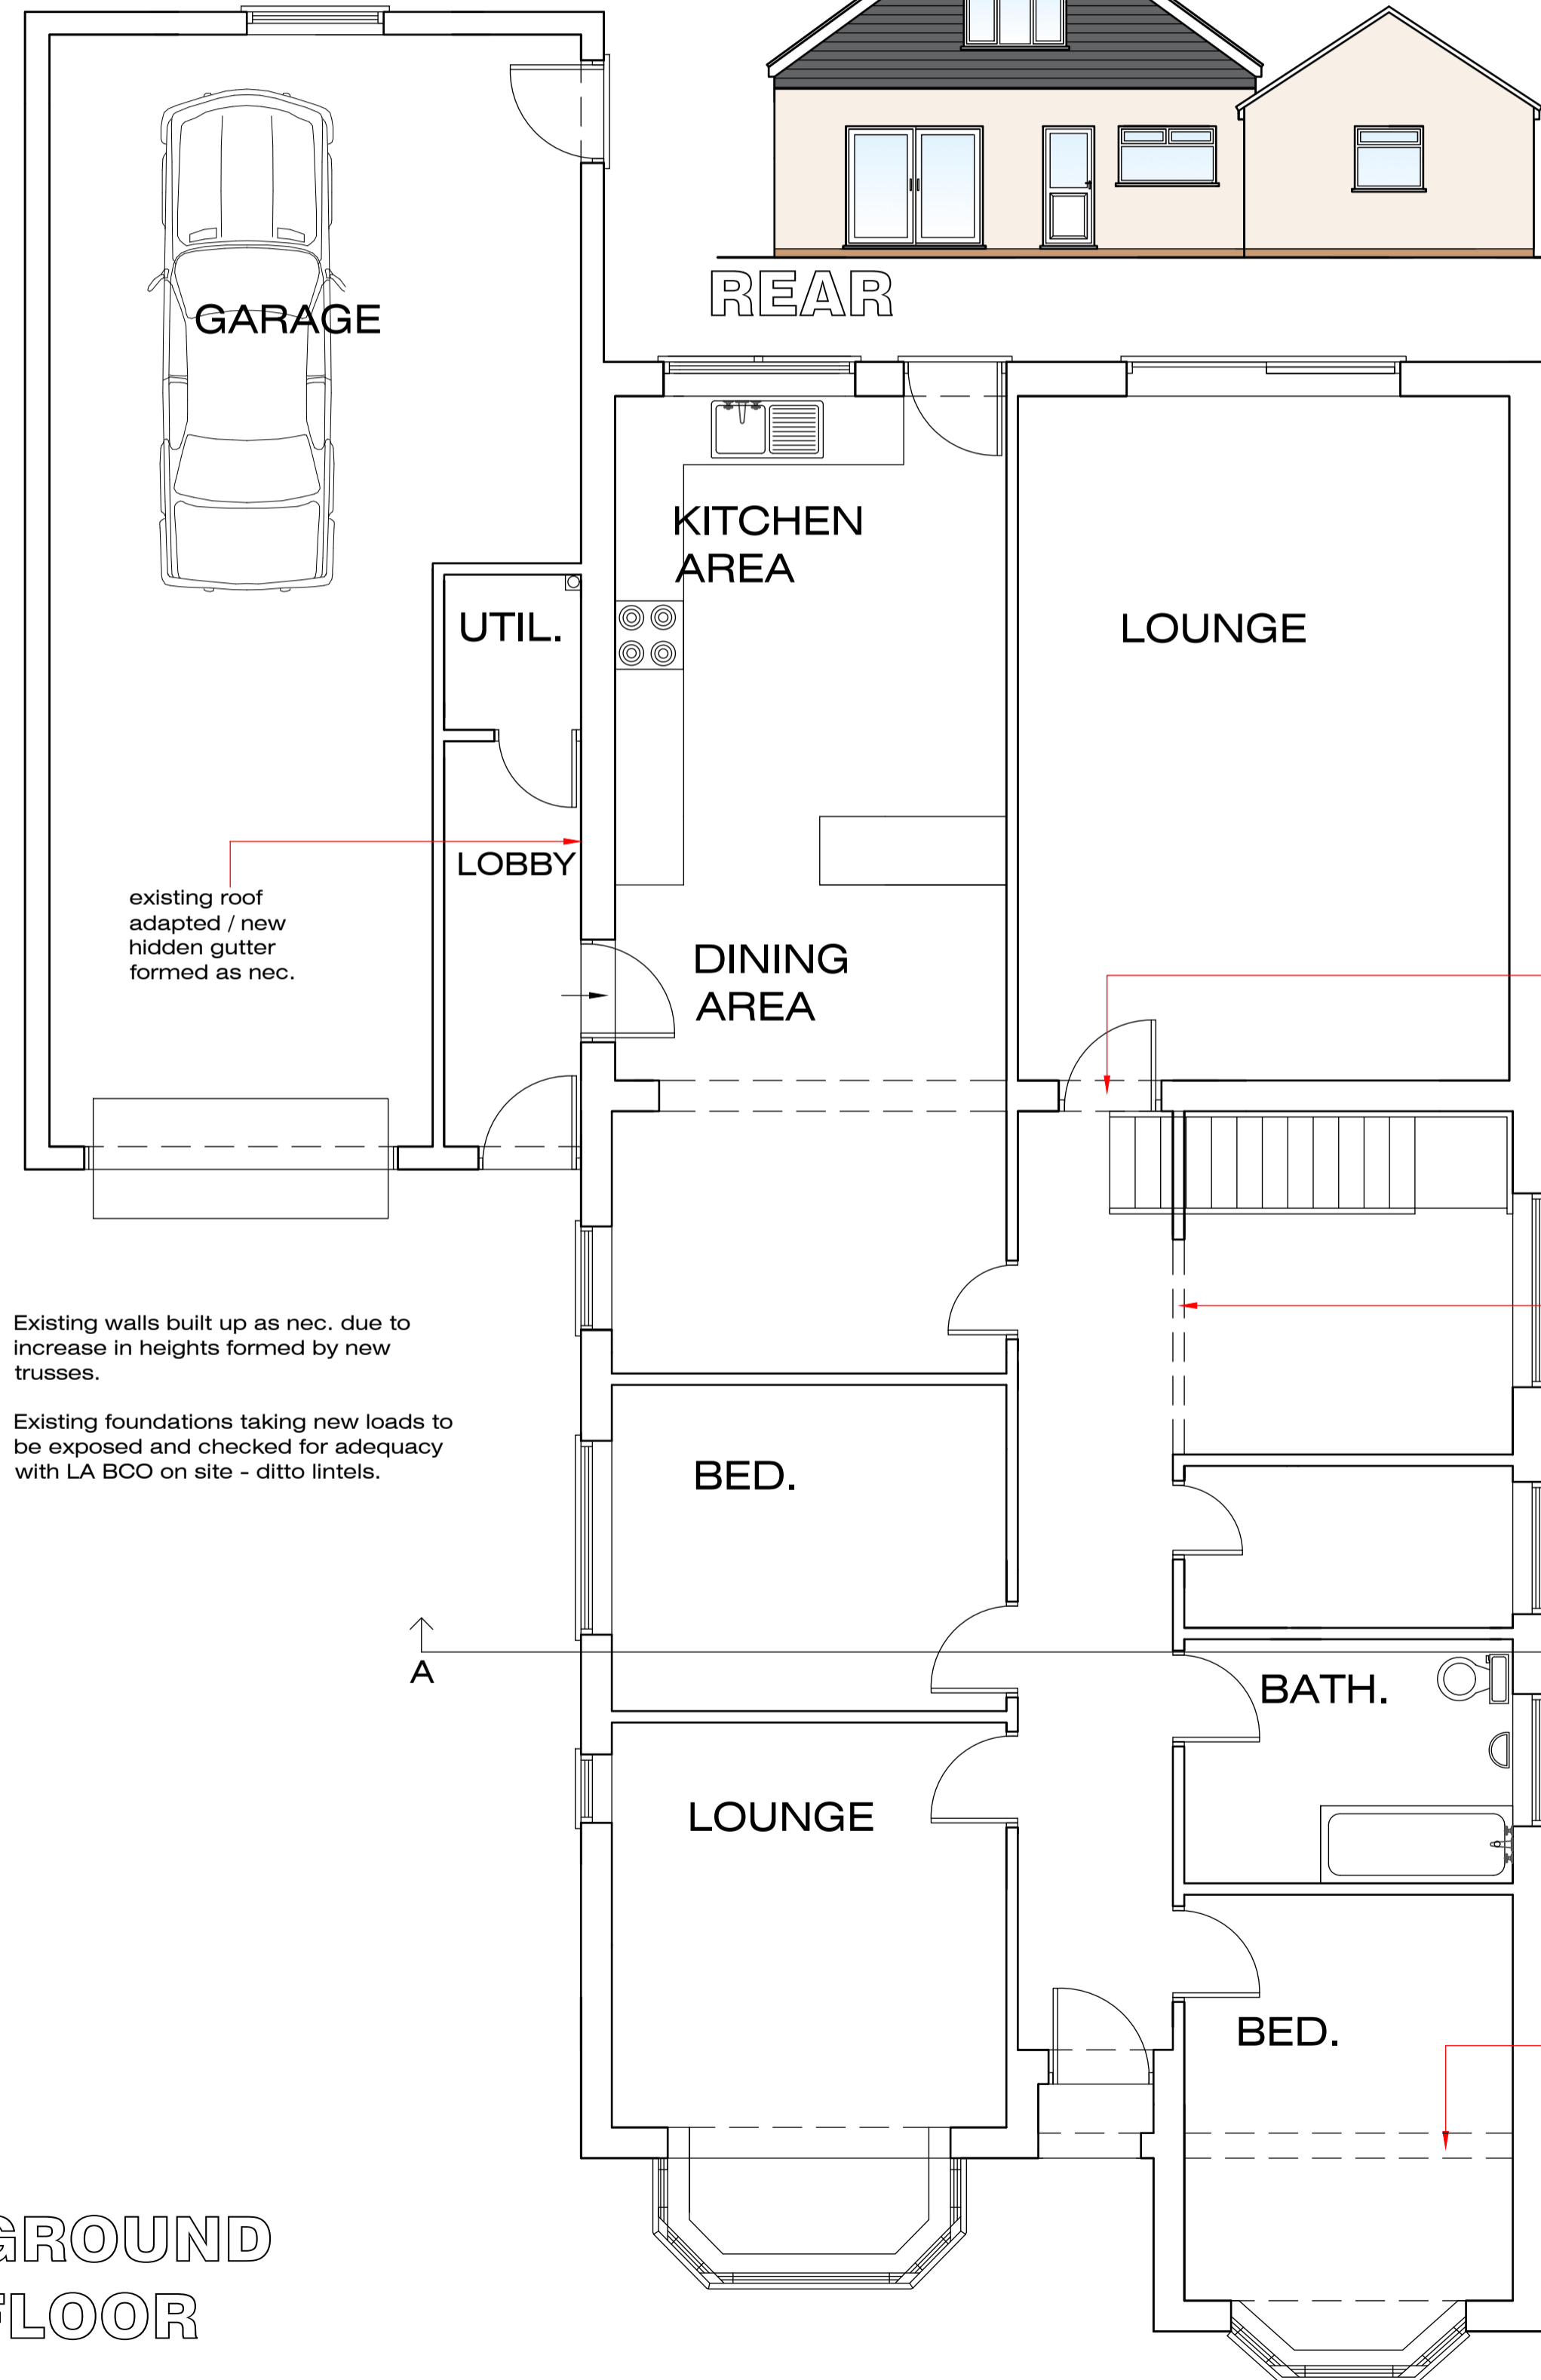 REAR
GARAGE
KITCHEN
AREA
UTIL.
LOUNGE
LOBBY
existing roof
adapted / new
hidden gutter
formed as nec.
DINING
AREA
Existing walls built up as nec. due to
increase in heights formed by new
trusses.
Existing foundations taking new loads to
be exposed and checked for adequacy
with LA BCO on site - ditto lintels.
BED.
A
BATH.
LOUNGE
BED.
GROUND
FLOOR